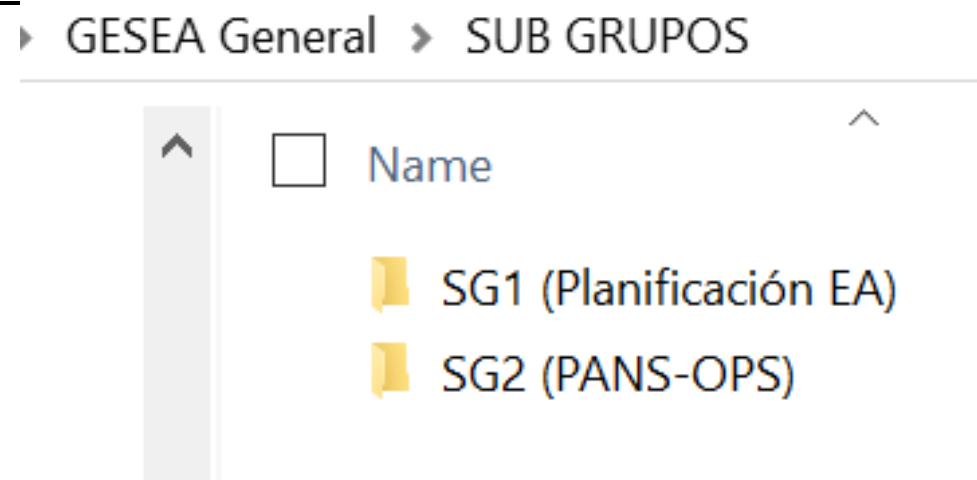 GESEA General > SUB GRUPOS
Name
SG1 (Planificación EA)
SG2 (PANS-OPS)